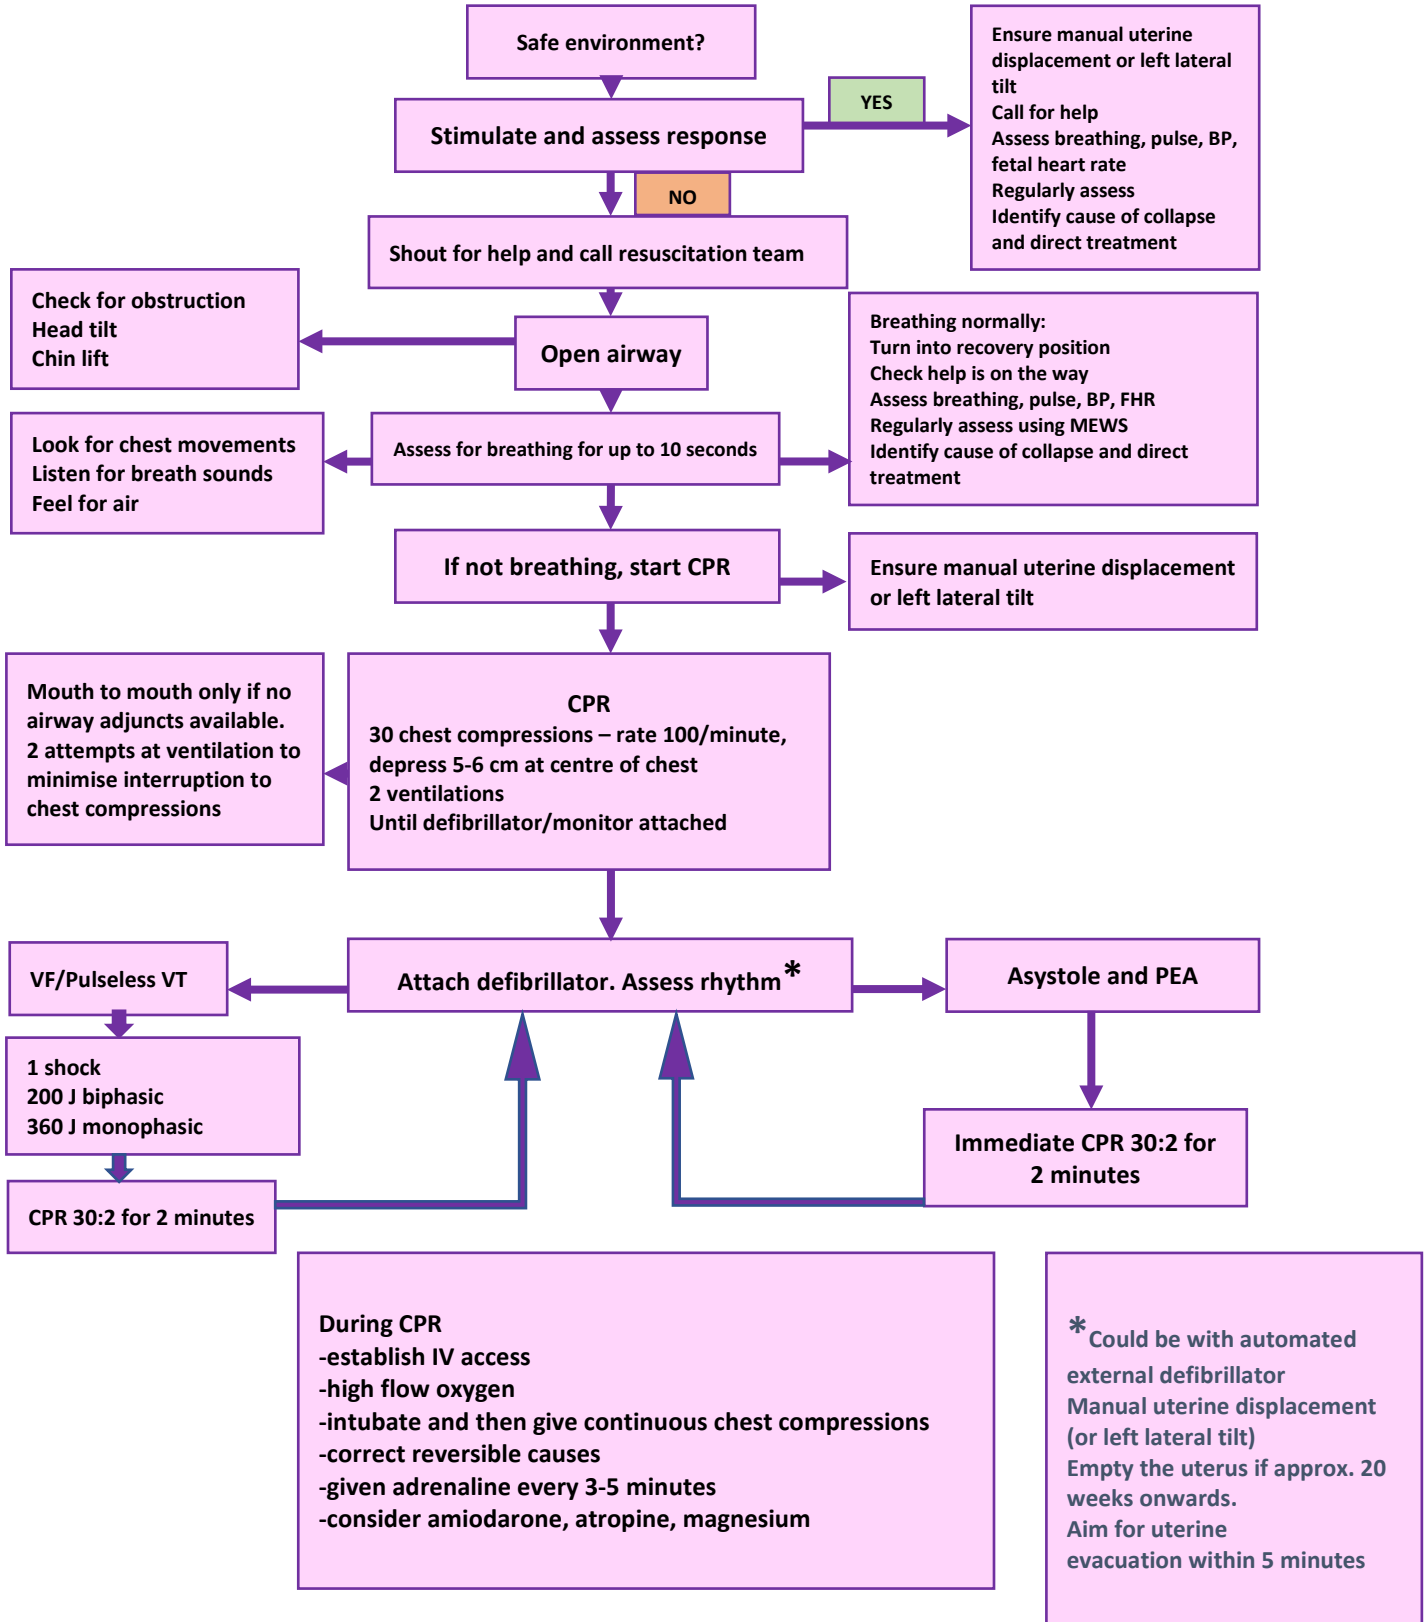 Safe environment?
Ensure manual uterine
displacement or left lateral
tilt
Call for help
Assess breathing, pulse, BP,
fetal heart rate
Regularly assess
Identify cause of collapse
and direct treatment
YES
Stimulate and assess response
NO
Shout for help and call resuscitation team
Check for obstruction
Head tilt
Chin lift
Open airway
Breathing normally:
Turn into recovery position
Check help is on the way
Assess breathing, pulse, BP, FHR
Regularly assess using MEWS
Identify cause of collapse and direct
treatment
Look for chest movements
Listen for breath sounds
Feel for air
Assess for breathing for up to 10 seconds
If not breathing, start CPR
Ensure manual uterine displacement
or left lateral tilt
Mouth to mouth only if no
airway adjuncts available.
2 attempts at ventilation to
minimise interruption to
chest compressions
CPR
30 chest compressions – rate 100/minute,
depress 5-6 cm at centre of chest
2 ventilations
Until defibrillator/monitor attached
VF/Pulseless VT
Attach defibrillator. Assess rhythm*
Asystole and PEA
1 shock
200 J biphasic
360 J monophasic
Immediate CPR 30:2 for
2 minutes
CPR 30:2 for 2 minutes
During CPR
-establish IV access
-high flow oxygen
-intubate and then give continuous chest compressions
-correct reversible causes
-given adrenaline every 3-5 minutes
-consider amiodarone, atropine, magnesium
*Could be with automated
external defibrillator
Manual uterine displacement
(or left lateral tilt)
Empty the uterus if approx. 20
weeks onwards.
Aim for uterine
evacuation within 5 minutes